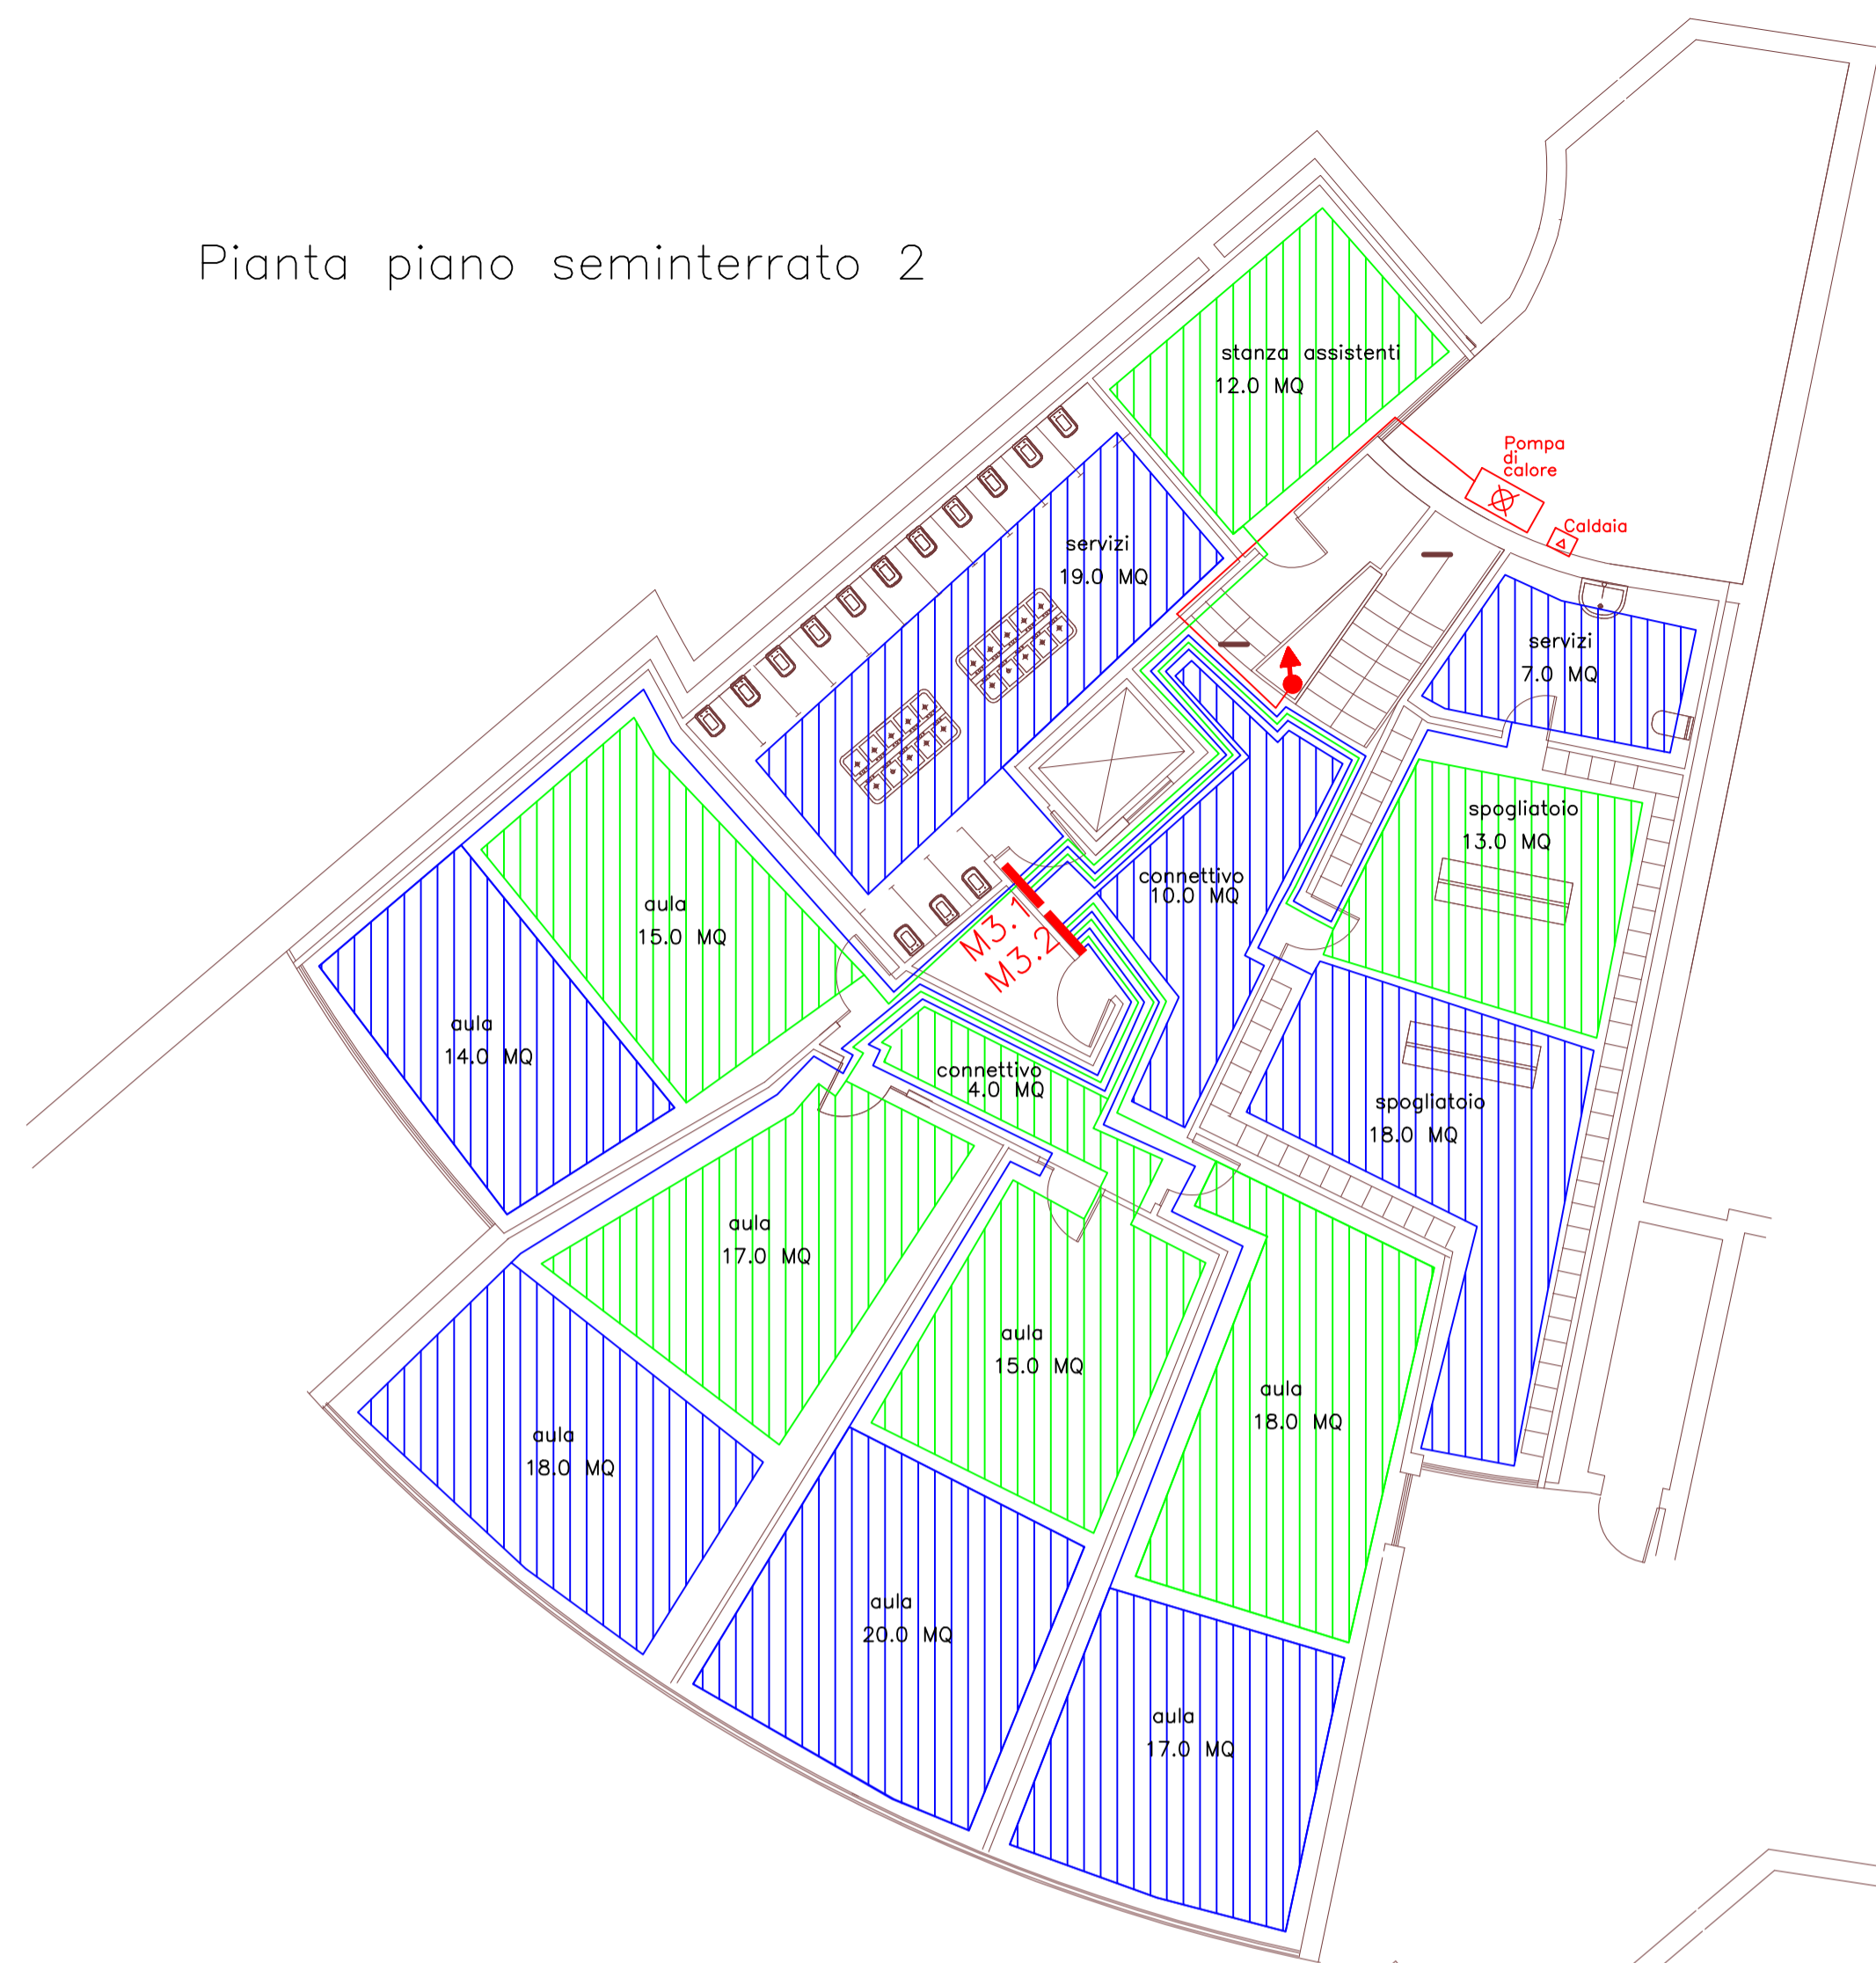 Pianta piano seminterrato 2
stanza assistenti
12.0 MQ
Pompa
di
calore
Caldaia
servizi
19.0 MQ
servizi
7.0 MQ
spogliatoio
13.0 MQ
connettivo
10.0 MQ
aula
15.0 MQ
M3.1
M3.2
aula
14.0 MQ
connettivo
4.0 MQ
spogliatoio
18.0 MQ
aula
17.0 MQ
aula
15.0 MQ
aula
18.0 MQ
aula
18.0 MQ
aula
20.0 MQ
aula
17.0 MQ